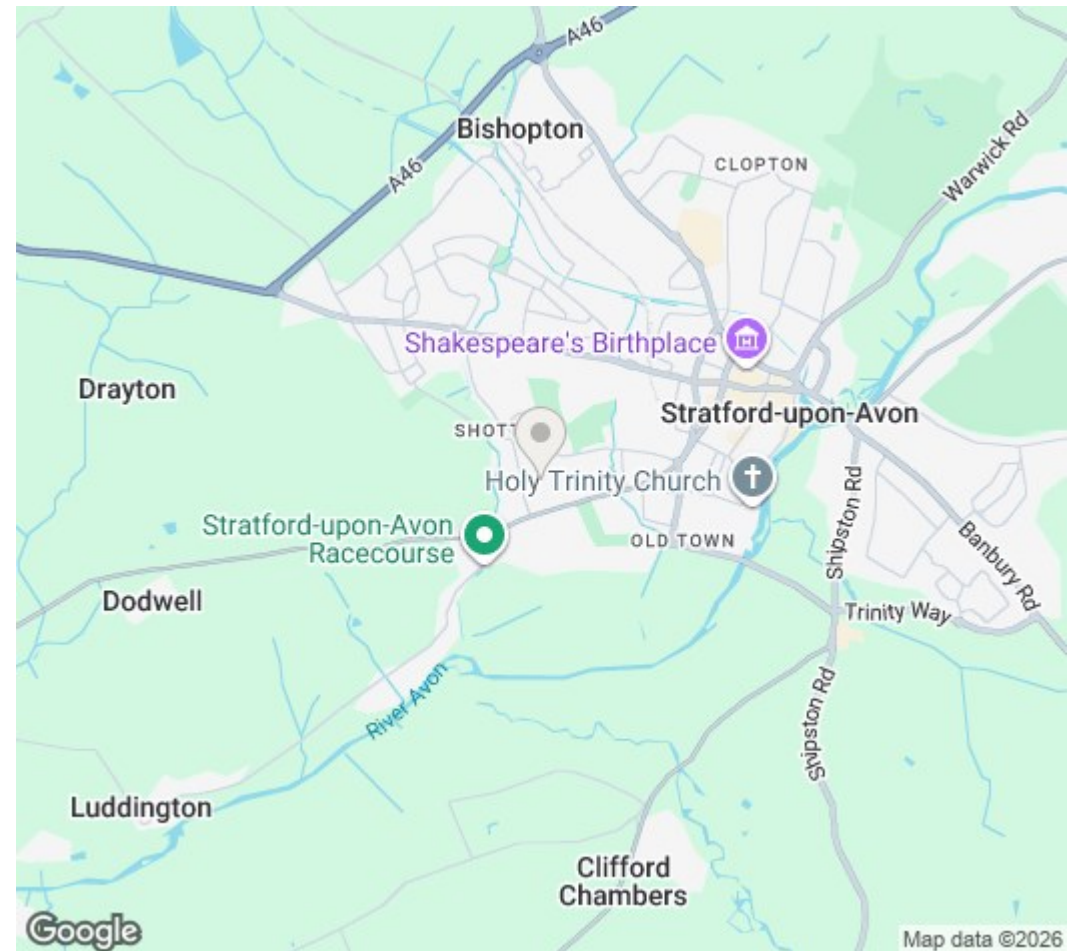 A46
Bishopton
A46
CLOPTON
Warwick Rd
Shakespeare's Birthplace
Drayton
Stratford-upon-Avon
Holy Trinity Church
Stratford-upon-Avon
Racecourse
OLD TOWN
Shipston Rd
Banbury Rd
Dodwell
Trinity Way
River Avon
Shipston Rd
Luddington
Clifford
Chambers
Google
Map data ©2026